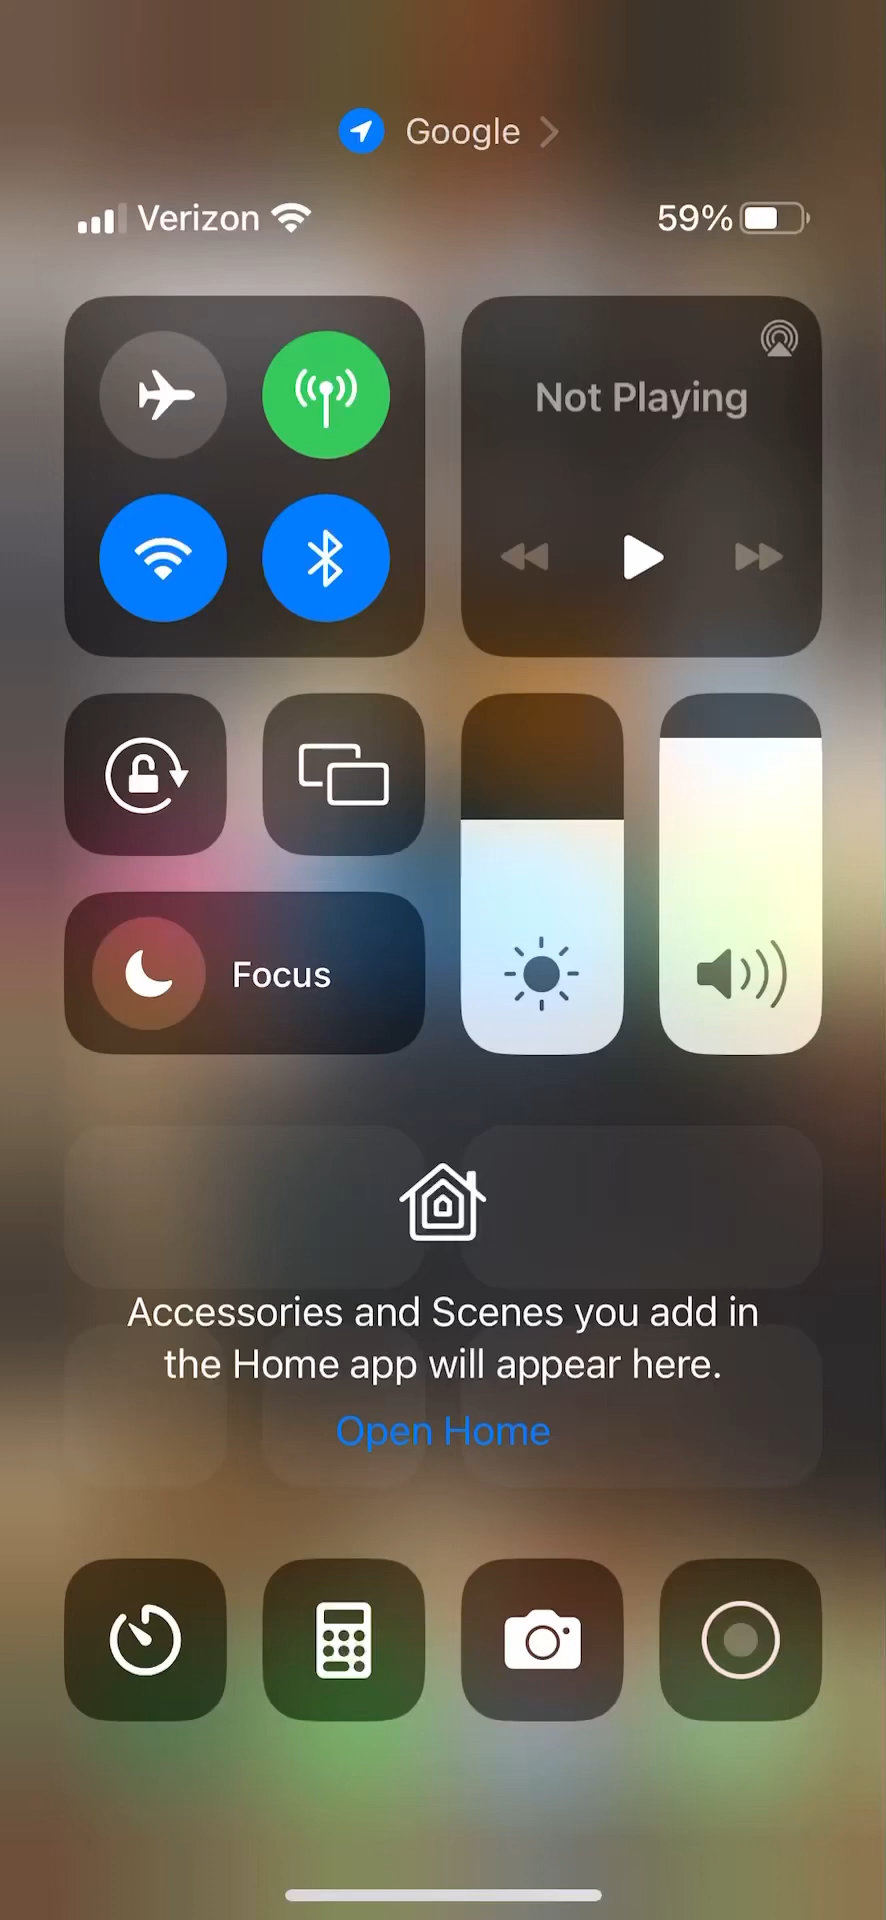 Google
Verizon
59%
Not Playing
Focus
Accessories and Scenes you add in
the Home app will appear here.
Open Home